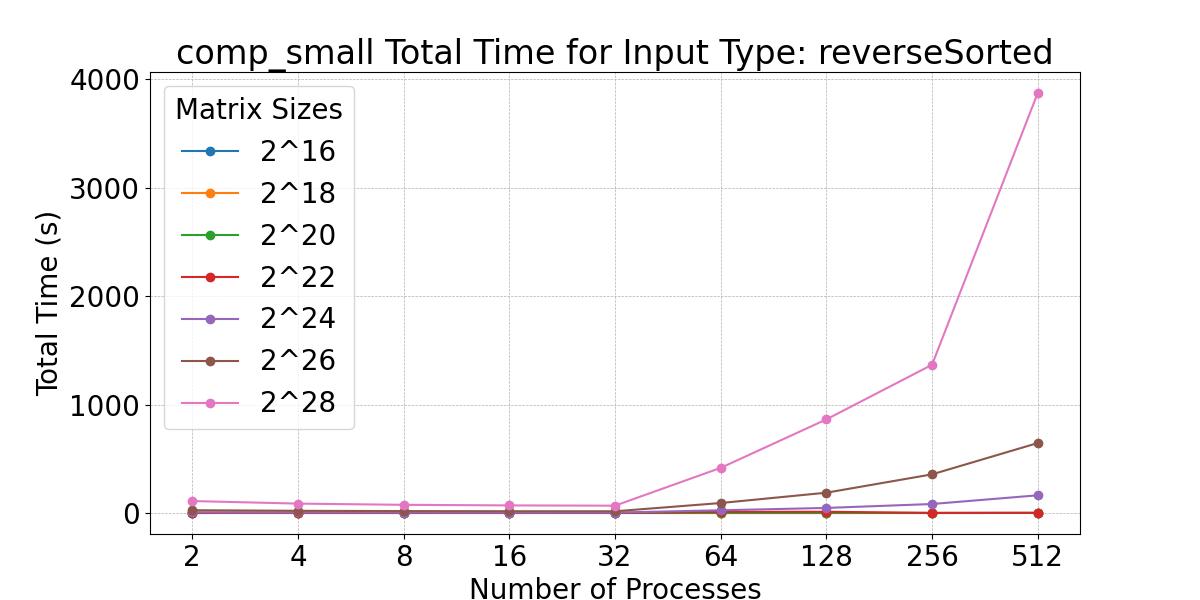 comp_small Total Time for Input Type: reverseSorted
4000
3000
2000
1000
0
Total Time (s)
Matrix Sizes
2^16
2^18
2^20
2^22
2^24
2^26
2^28
2 4 8 16 32 64 128 256 512
Number of Processes